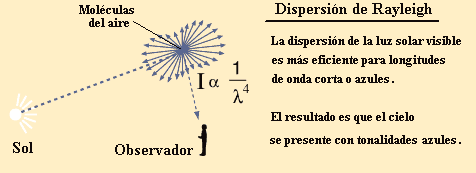 Moléculas
del aire
I α 1/λ⁴
Sol
Observador
Dispersión de Rayleigh
La dispersión de la luz solar visible
es más eficiente para longitudes
de onda corta o azules.
El resultado es que el cielo
se presente con tonalidades azules.